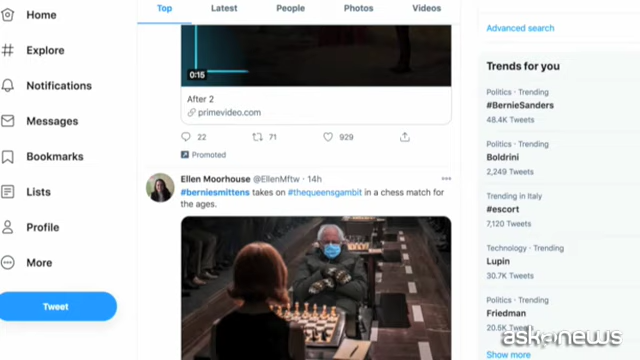 Home
Explore
Notifications
Messages
Bookmarks
Lists
Profile
More
Tweet
Top
Latest
People
Photos
Videos
0:15
After 2
primevideo.com
22
71
929
Promoted
Ellen Moorhouse @EllenMftw · 14h
#berniesmittens takes on #thequeensgambit in a chess match for
the ages.
Advanced search
Trends for you
Politics · Trending
#BernieSanders
48.4K Tweets
Politics · Trending
Boldrini
2,249 Tweets
Trending in Italy
#escort
7,120 Tweets
Technology · Trending
Lupin
30.7K Tweets
Politics · Trending
Friedman
20.5K Tweets
Show more
askanews